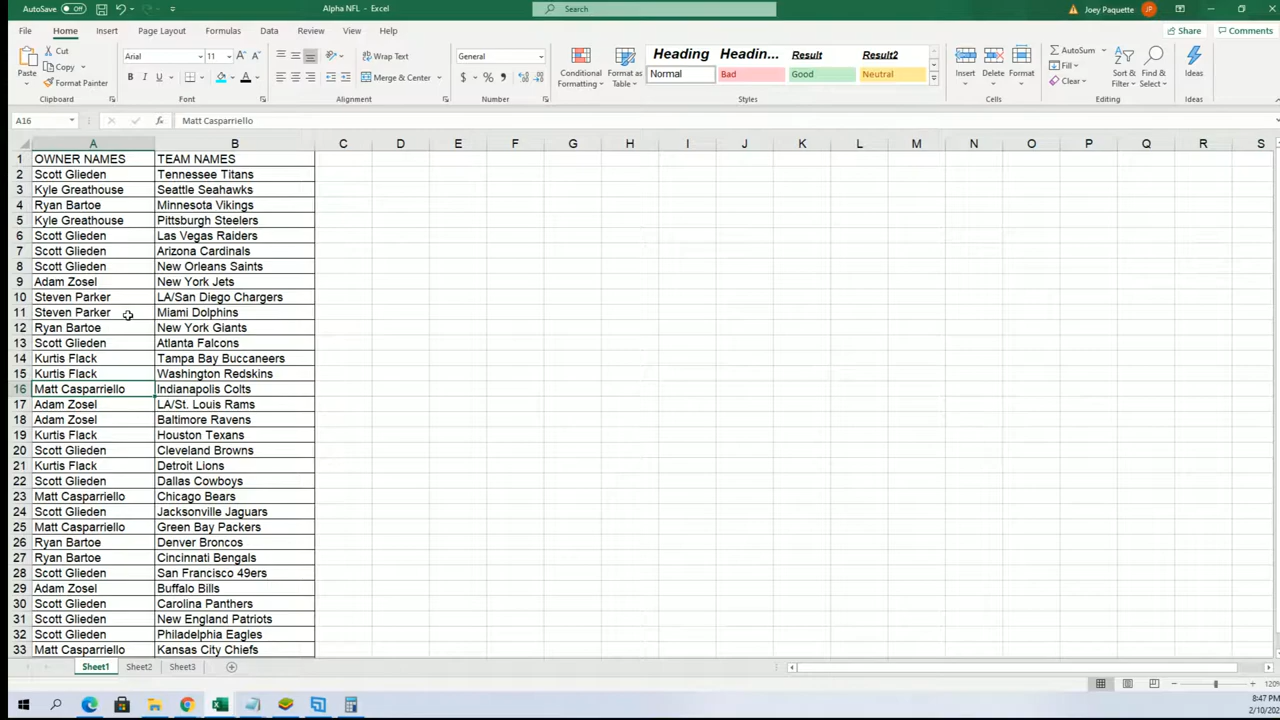 AutoSave Off Alpha NFL - Excel Search Joey Paquette JP
File Home Insert Page Layout Formulas Data Review View Help Share Comments
Paste Cut Copy Format Painter Clipboard
Arial 11 A A B I U A Font
Wrap Text Merge & Center Alignment
General $ % Number
Conditional Formatting Format as Table
Heading Headin... Result Result2
Normal Bad Good Neutral
Styles
Insert Delete Format Cells
AutoSum Fill Clear Sort & Filter Find & Select Editing
Ideas Ideas
A16 fx Matt Casparriello
A B C D E F G H I J K L M N O P Q R S
1 OWNER NAMES TEAM NAMES
2 Scott Glieden Tennessee Titans
3 Kyle Greathouse Seattle Seahawks
4 Ryan Bartoe Minnesota Vikings
5 Kyle Greathouse Pittsburgh Steelers
6 Scott Glieden Las Vegas Raiders
7 Scott Glieden Arizona Cardinals
8 Scott Glieden New Orleans Saints
9 Adam Zosel New York Jets
10 Steven Parker LA/San Diego Chargers
11 Steven Parker Miami Dolphins
12 Ryan Bartoe New York Giants
13 Scott Glieden Atlanta Falcons
14 Kurtis Flack Tampa Bay Buccaneers
15 Kurtis Flack Washington Redskins
16 Matt Casparriello Indianapolis Colts
17 Adam Zosel LA/St. Louis Rams
18 Adam Zosel Baltimore Ravens
19 Kurtis Flack Houston Texans
20 Scott Glieden Cleveland Browns
21 Kurtis Flack Detroit Lions
22 Scott Glieden Dallas Cowboys
23 Matt Casparriello Chicago Bears
24 Scott Glieden Jacksonville Jaguars
25 Matt Casparriello Green Bay Packers
26 Ryan Bartoe Denver Broncos
27 Ryan Bartoe Cincinnati Bengals
28 Scott Glieden San Francisco 49ers
29 Adam Zosel Buffalo Bills
30 Scott Glieden Carolina Panthers
31 Scott Glieden New England Patriots
32 Scott Glieden Philadelphia Eagles
33 Matt Casparriello Kansas City Chiefs
Sheet1 Sheet2 Sheet3
120%
8:47 PM